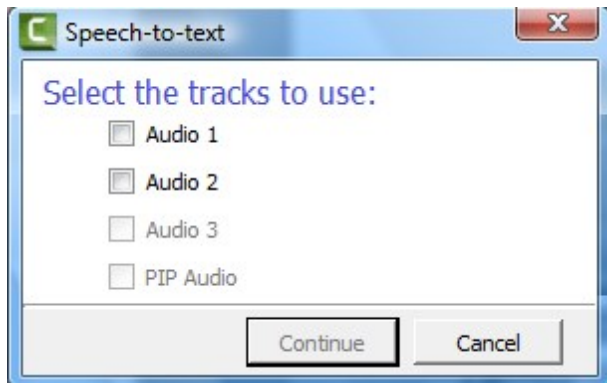 Speech-to-text
Select the tracks to use:
Audio 1
Audio 2
Audio 3
PIP Audio
Continue Cancel